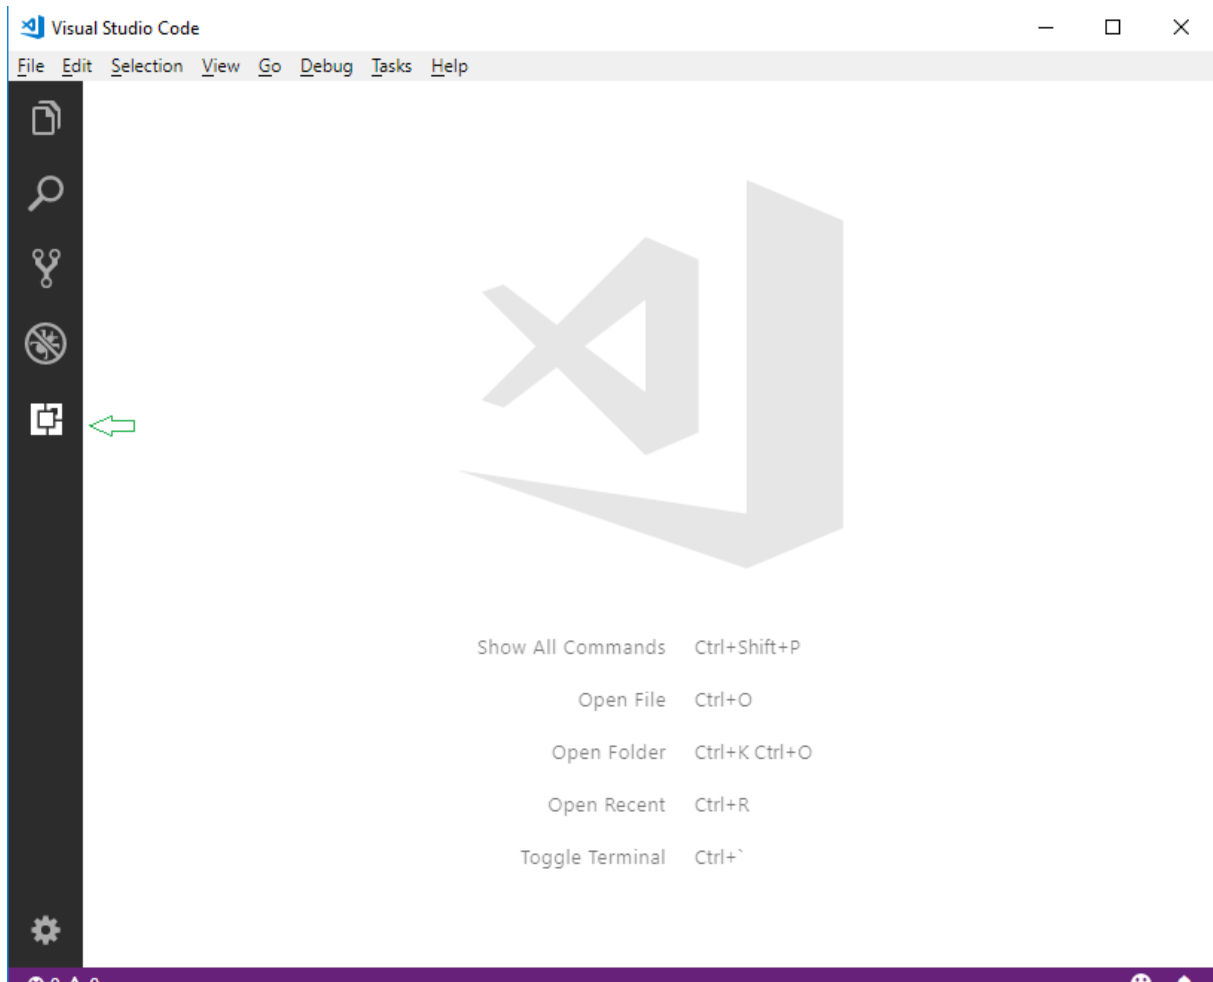 Visual Studio Code
File Edit Selection View Go Debug Tasks Help
Show All Commands Ctrl+Shift+P
Open File Ctrl+O
Open Folder Ctrl+K Ctrl+O
Open Recent Ctrl+R
Toggle Terminal Ctrl+`